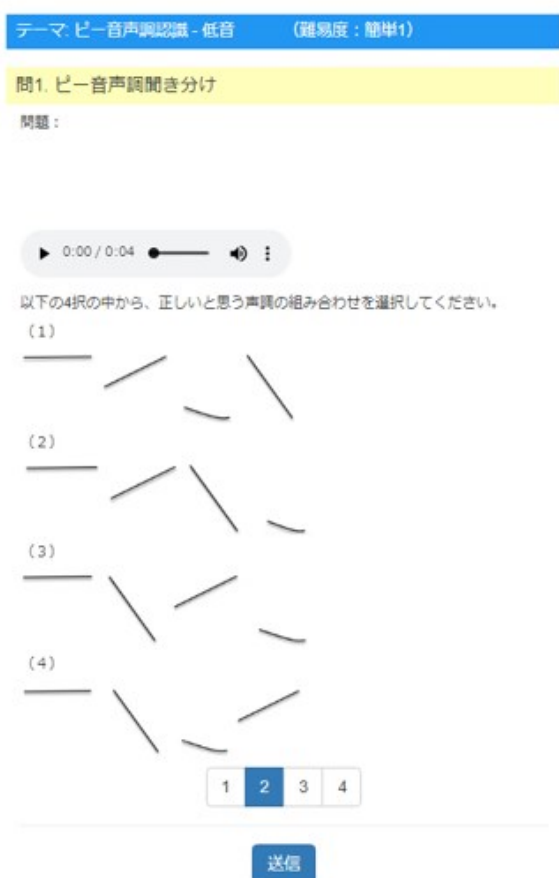 テーマ: ピー音声調認識 - 低音 （難易度：簡単1）
問1. ピー音声調聞き分け
問題：
0:00 / 0:04
以下の4択の中から、正しいと思う声調の組み合わせを選択してください。
（1）
（2）
（3）
（4）
1 2 3 4
送信